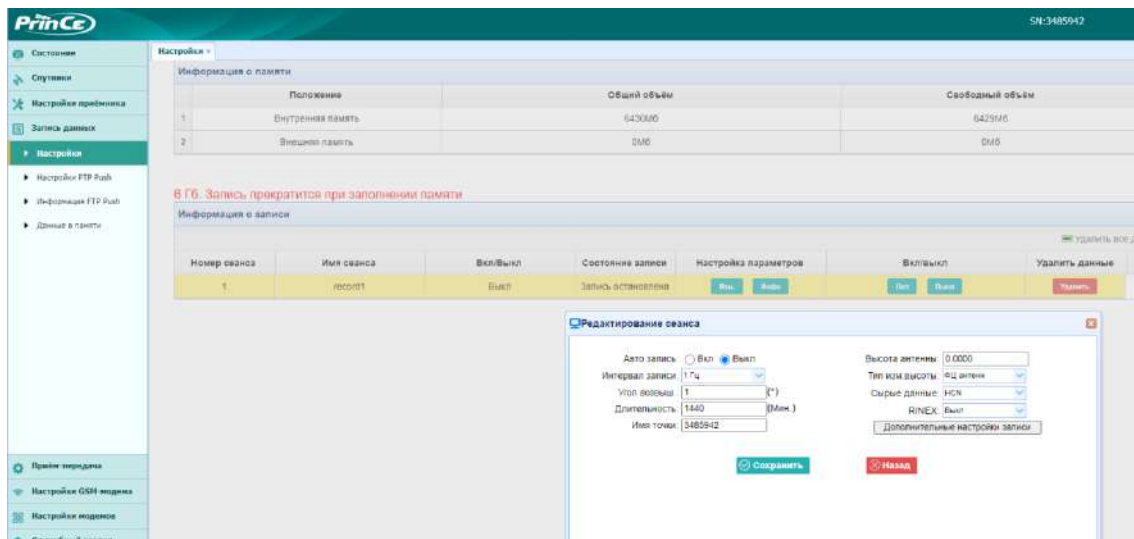 PrinCe SN:3485942
Состояние
Спутники
Настройки приёмника
Запись данных
Настройки
Настройки FTP Push
Информация FTP Push
Данные в памяти
Приём-передача
Настройки GSM-модема
Настройки модемов
Настройки
Информация о памяти
Положение Общий объём Свободный объём
1 Внутренняя память 6430Мб 6429Мб
2 Внешняя память 0Мб 0Мб
6 Гб. Запись прекратится при заполнении памяти
Информация о записи
Удалить все
Номер сеанса Имя сеанса Вкл/Выкл Состояние записи Настройка параметров Вкл/выкл Удалить данные
1 record1 Выкл Запись остановлена Удалить
Редактирование сеанса
Авто запись Вкл Выкл Высота антенны: 0.0000
Интервал записи 1 Гц Тип изм.высоты: ФЦ антенн
Угол возвыш. 1 (°) Сырые данные: HCN
Длительность: 1440 (Мин.) RINEX: Выкл
Имя точки: 3485942 Дополнительные настройки записи
Сохранить Назад